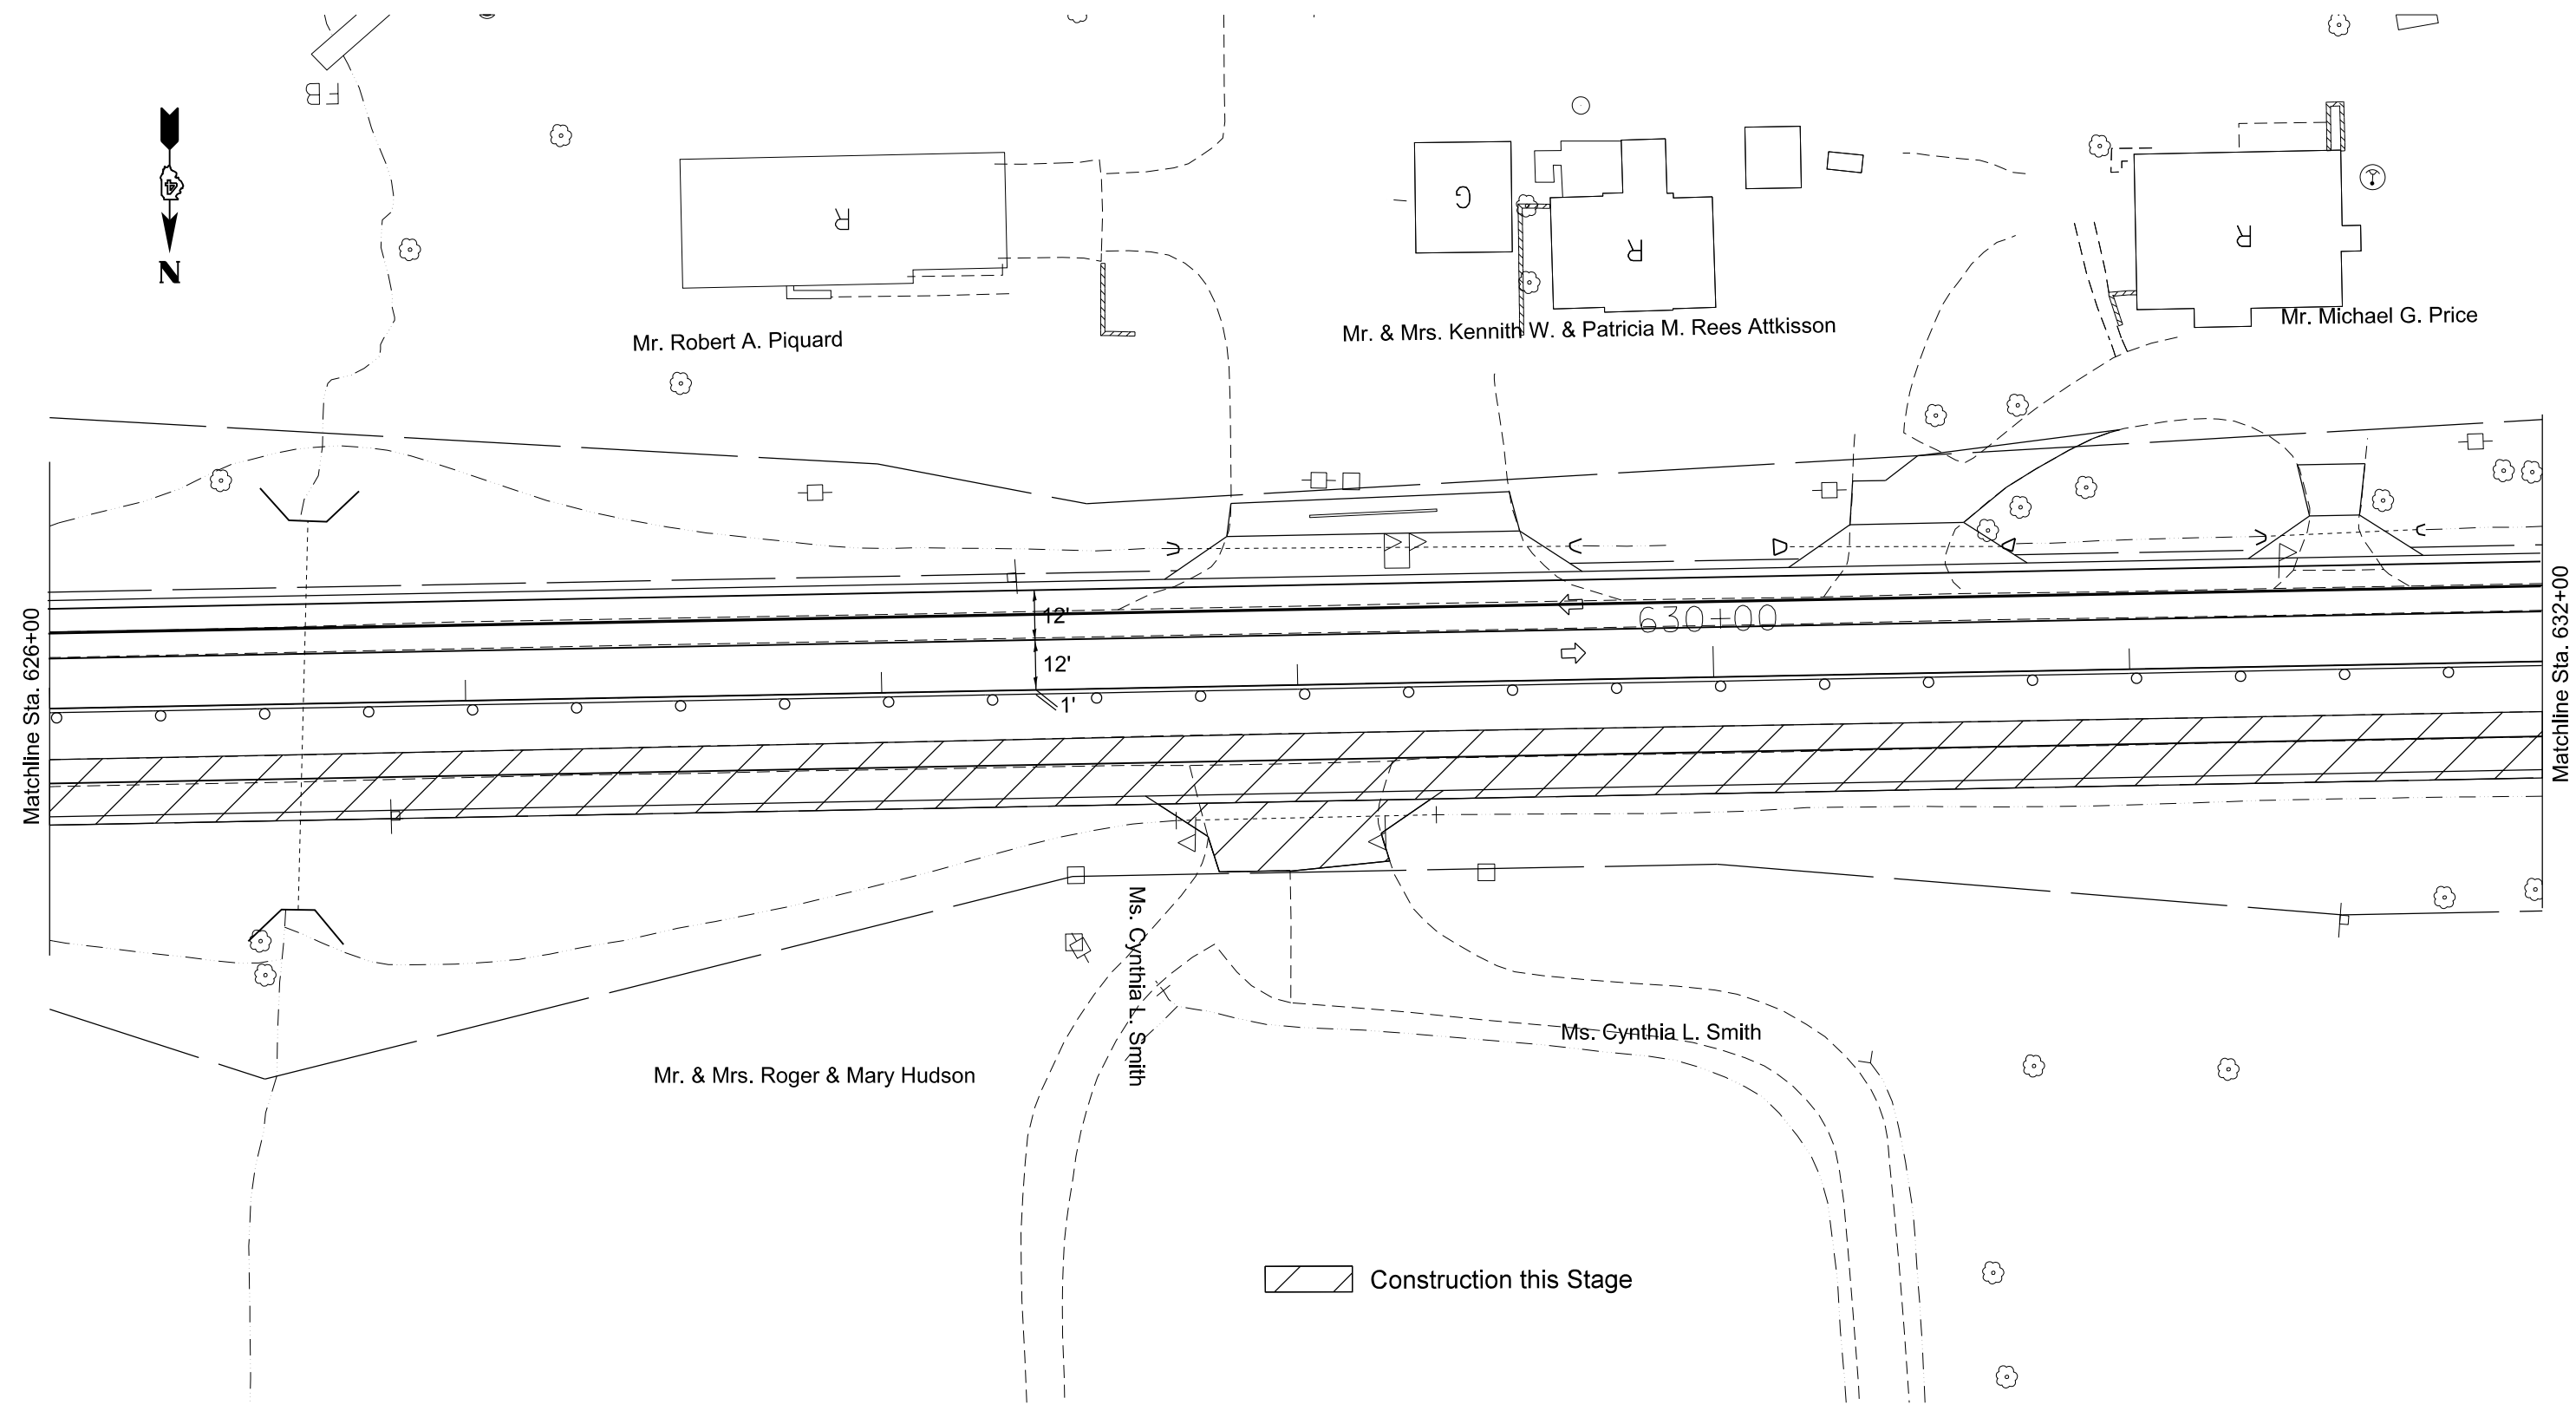 FB
4
N
R
G
R
R
Mr. Robert A. Piquard
Mr. & Mrs. Kennith W. & Patricia M. Rees Attkisson
Mr. Michael G. Price
Matchline Sta. 626+00
Matchline Sta. 632+00
12'
630+00
12'
1'
Ms. Cynthia L. Smith
Ms. Cynthia L. Smith
Mr. & Mrs. Roger & Mary Hudson
Construction this Stage